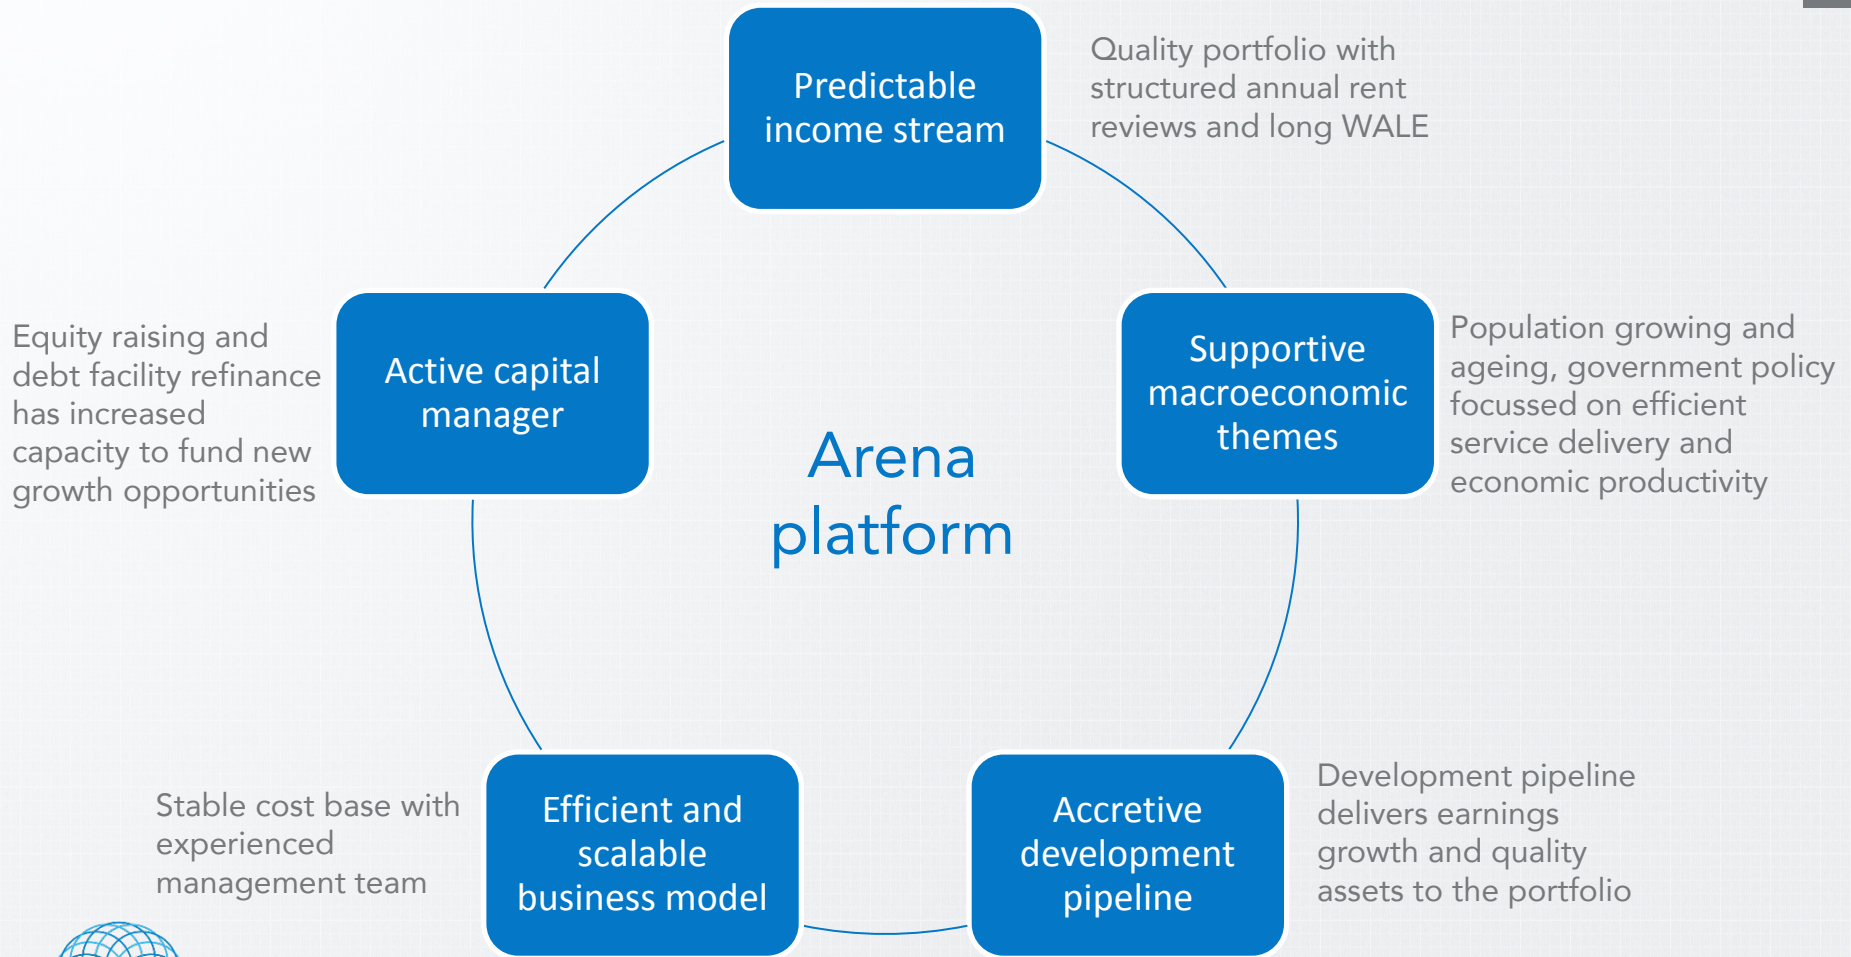 Predictable
income stream
Quality portfolio with
structured annual rent
reviews and long WALE
Supportive
macroeconomic
themes
Population growing and
ageing, government policy
focussed on efficient
service delivery and
economic productivity
Accretive
development
pipeline
Development pipeline
delivers earnings
growth and quality
assets to the portfolio
Efficient and
scalable
business model
Stable cost base with
experienced
management team
Active capital
manager
Equity raising and
debt facility refinance
has increased
capacity to fund new
growth opportunities
Arena
platform